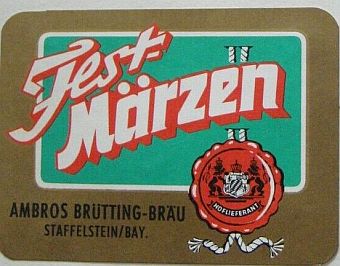 Fest-
Märzen
HOFLIEFERANT
AMBROS BRÜTTING-BRÄU
STAFFELSTEIN/BAY.